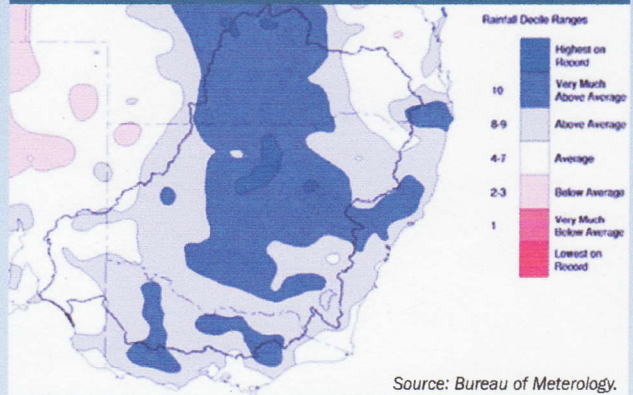 Rainfall Decile Ranges
Highest on
Record
10
Very Much
Above Average
8-9
Above Average
4-7
Average
2-3
Below Average
1
Very Much
Below Average
Lowest on
Record
Source: Bureau of Meterology.